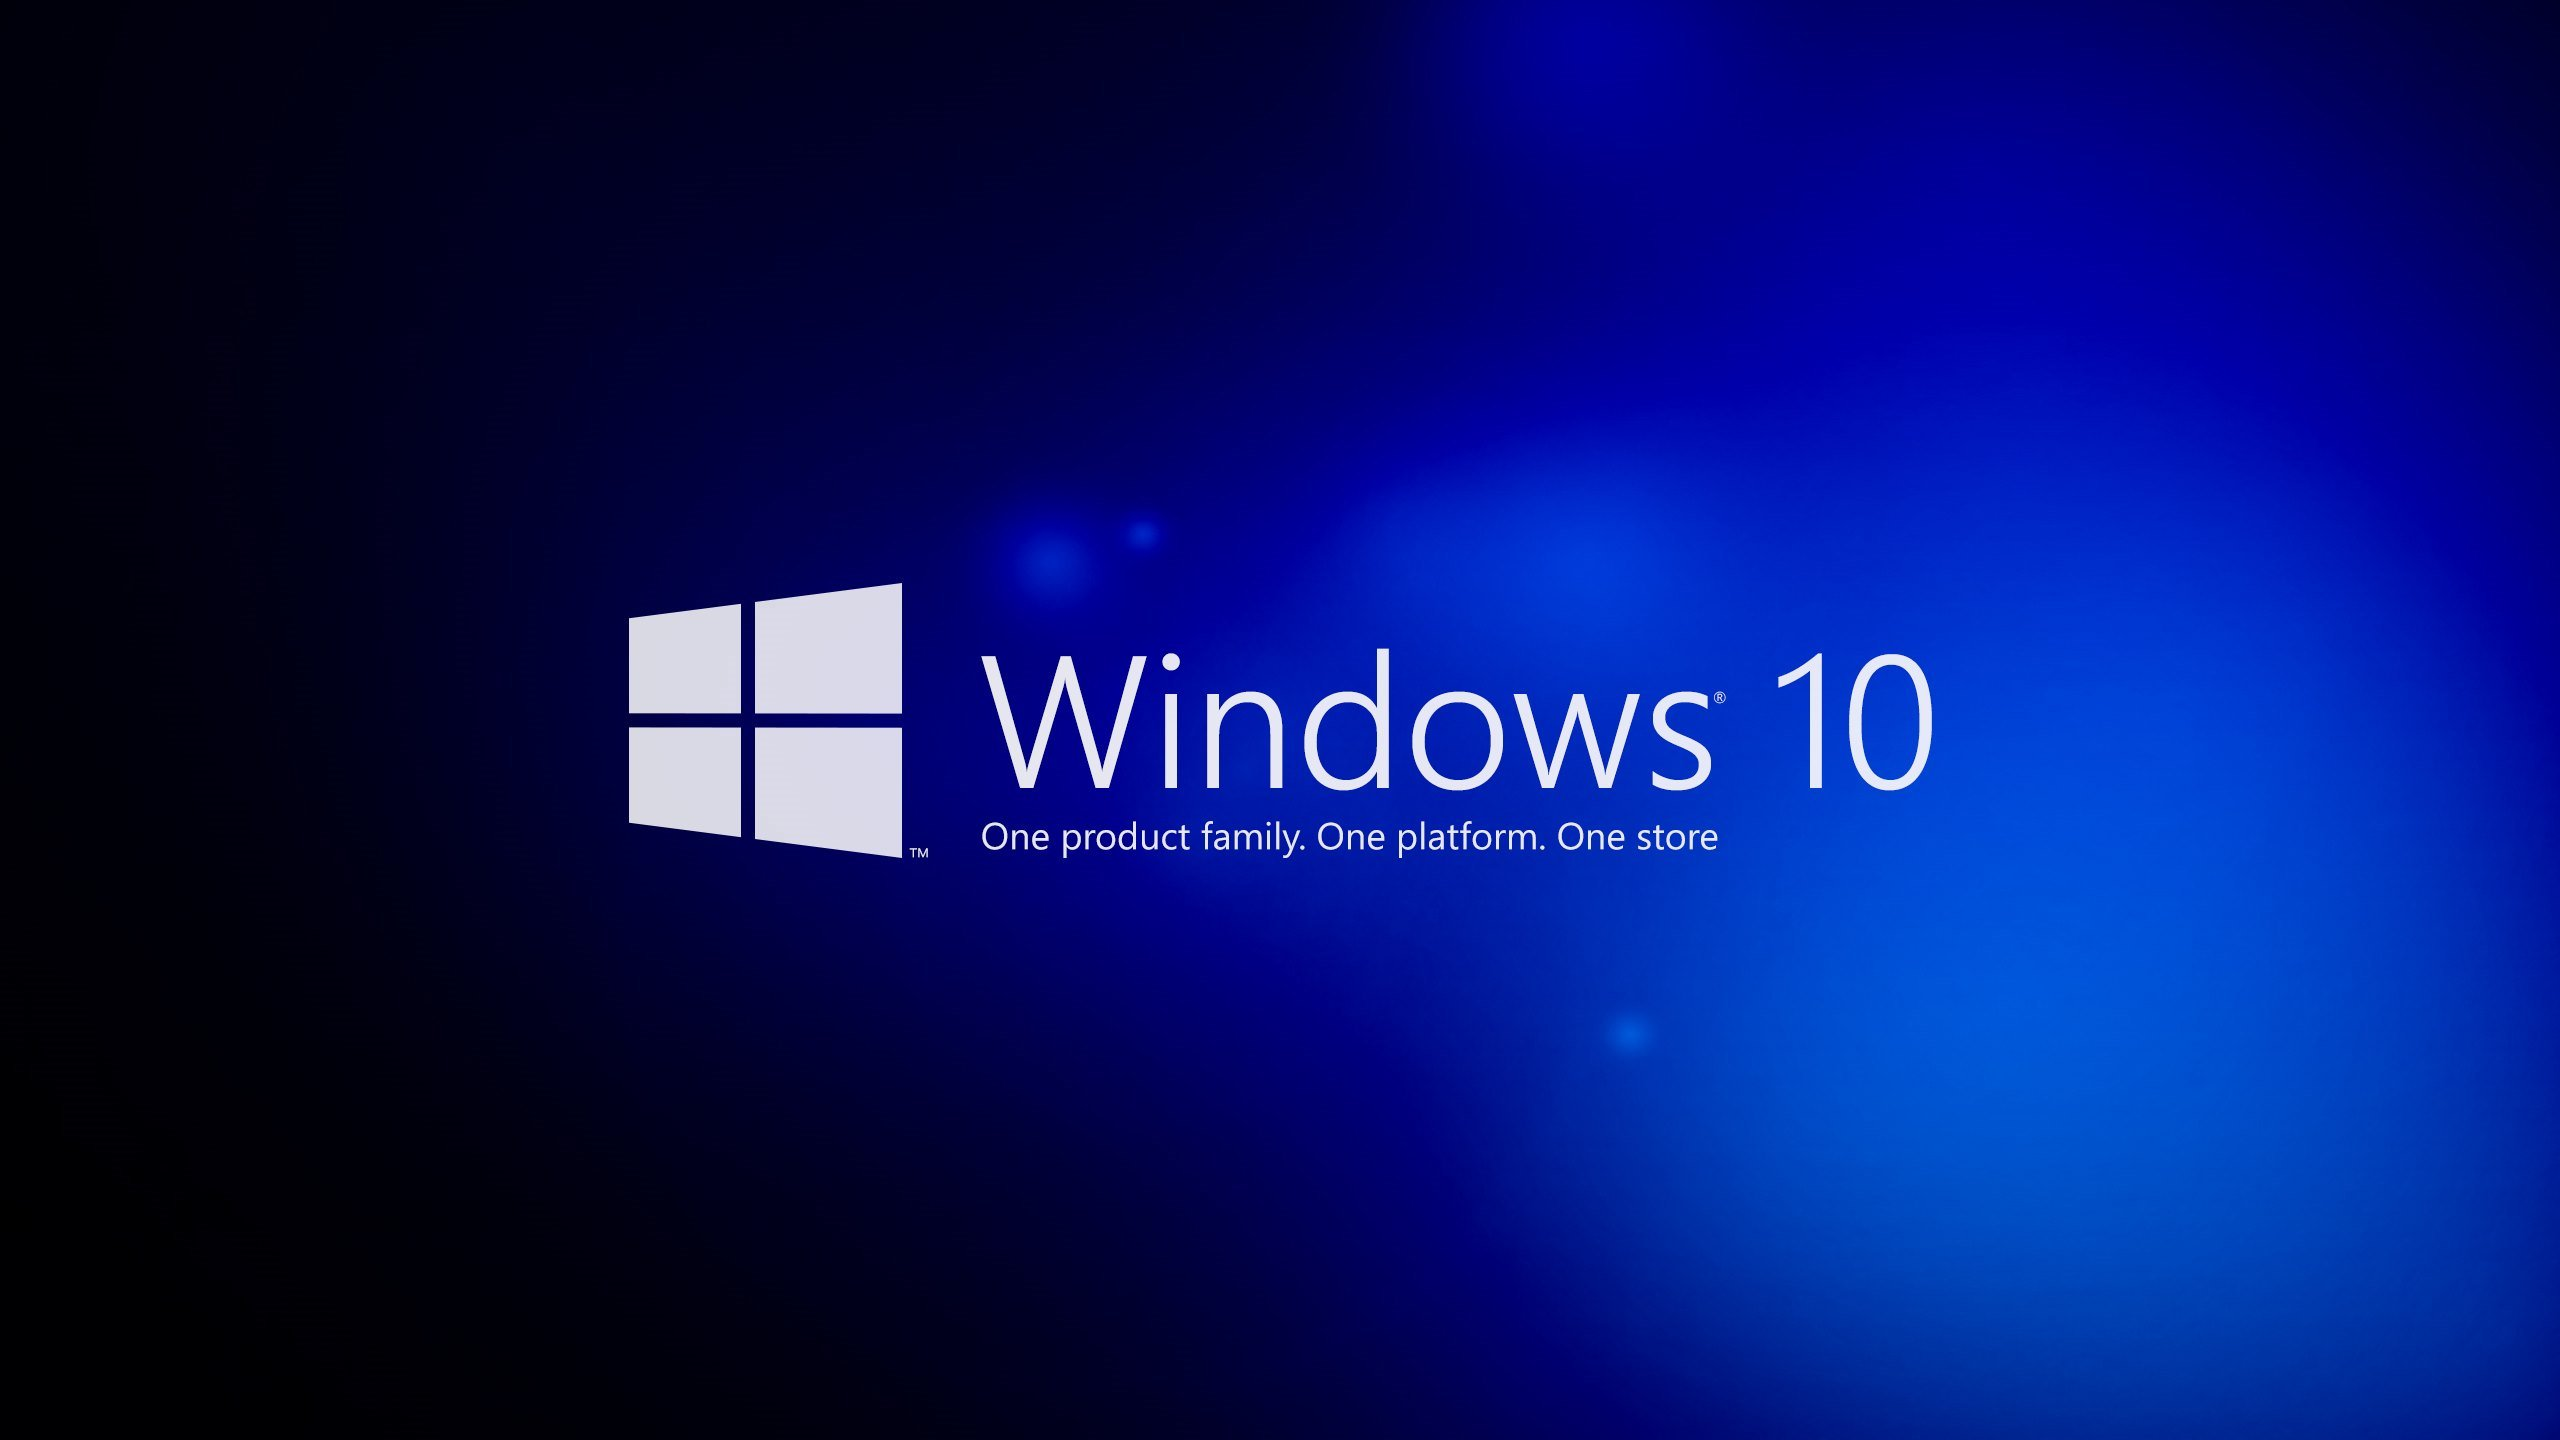 Windows® 10
One product family. One platform. One store
™